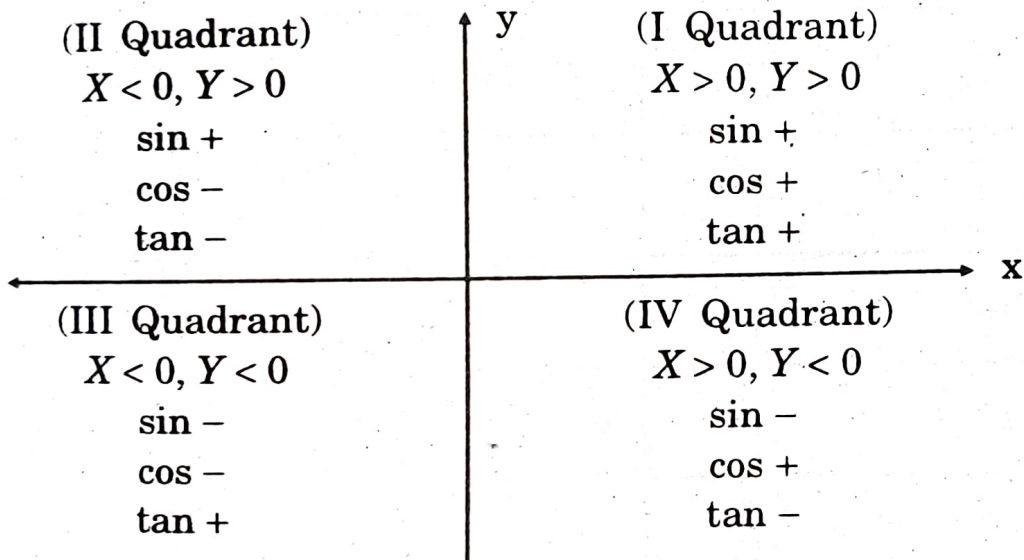 y
(II Quadrant)
X < 0, Y > 0
sin +
cos −
tan −
(I Quadrant)
X > 0, Y > 0
sin +
cos +
tan +
x
(III Quadrant)
X < 0, Y < 0
sin −
cos −
tan +
(IV Quadrant)
X > 0, Y < 0
sin −
cos +
tan −